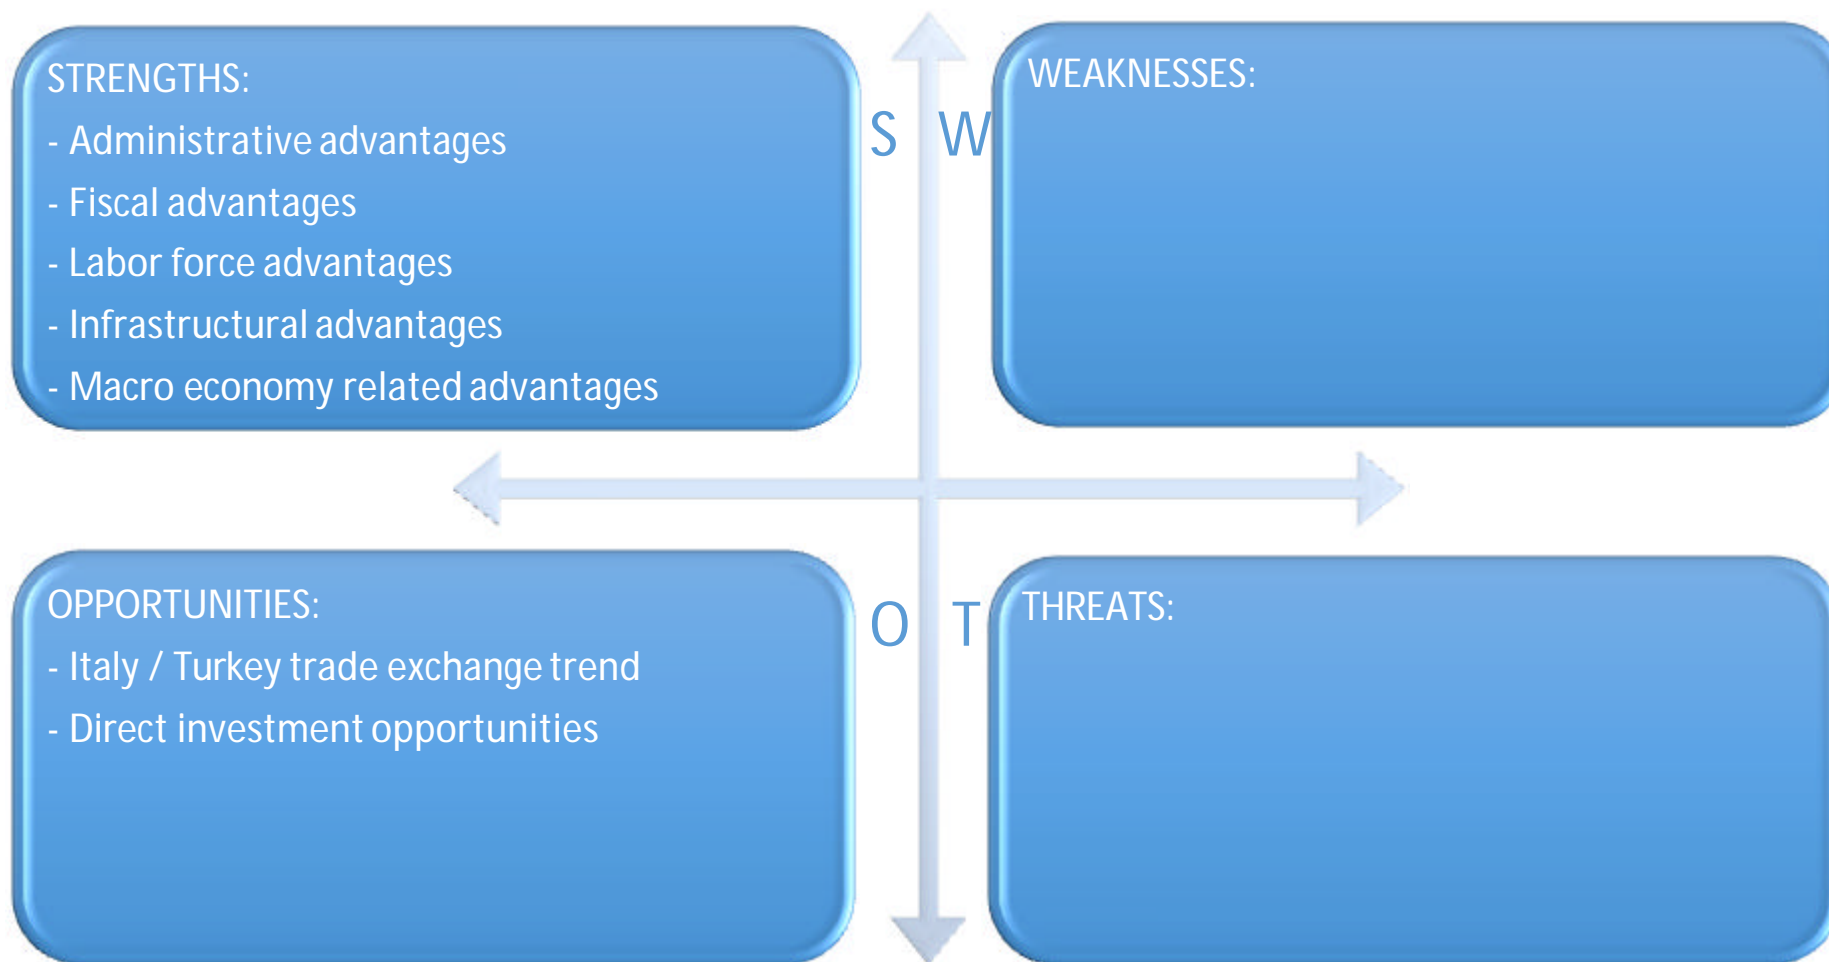 STRENGTHS:
- Administrative advantages
- Fiscal advantages
- Labor force advantages
- Infrastructural advantages
- Macro economy related advantages
S W
WEAKNESSES:
OPPORTUNITIES:
- Italy / Turkey trade exchange trend
- Direct investment opportunities
O T
THREATS: